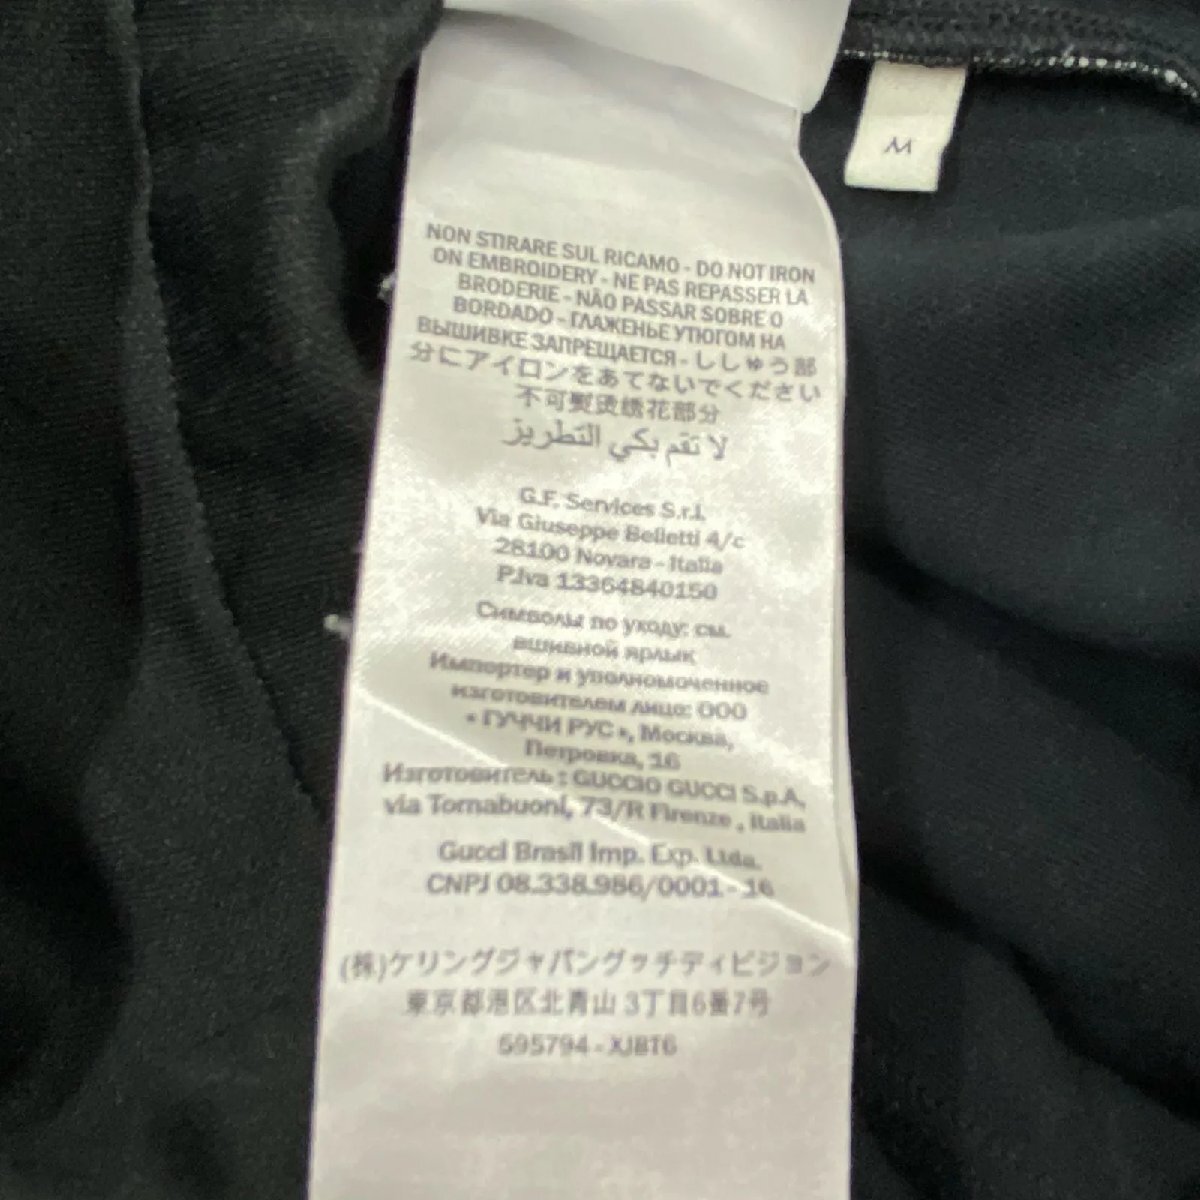 M
NON STIRARE SUL RICAMO - DO NOT IRON
ON EMBROIDERY - NE PAS REPASSER LA
BRODERIE - NÃO PASSAR SOBRE O
BORDADO - ГЛАЖЕНЬЕ УТЮГОМ НА
ВЫШИВКЕ ЗАПРЕЩАЕТСЯ - ししゅう部
分にアイロンをあてないでください
不可熨烫绣花部分
لا تقم بكي التطريز
G.F. Services S.r.l.
Via Giuseppe Belletti 4/c
28100 Novara - Italia
P.Iva 13364840150
Символы по уходу: см.
вшивной ярлык
Импортер и уполномоченное
изготовителем лицо: ООО
« ГУЧЧИ РУС », Москва,
Петровка, 16
Изготовитель : GUCCIO GUCCI S.p.A.
via Tornabuoni, 73/R Firenze , Italia
Gucci Brasil Imp. Exp. Ltda.
CNPJ 08.338.986/0001 - 16
(株)ケリングジャパングッチディビジョン
東京都港区北青山 3丁目6番7号
595794 - XJBT6